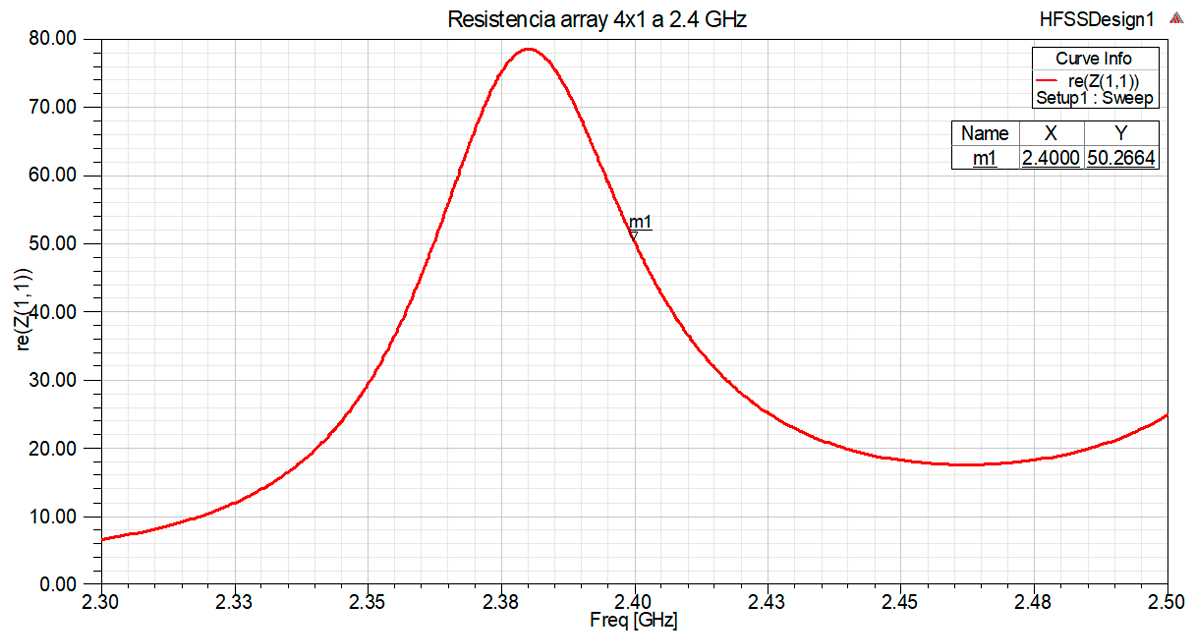 Resistencia array 4x1 a 2.4 GHz
HFSSDesign1
Curve Info
re(Z(1,1))
Setup1 : Sweep
Name X Y
m1 2.4000 50.2664
m1
re(Z(1,1))
80.00
70.00
60.00
50.00
40.00
30.00
20.00
10.00
0.00
2.30 2.33 2.35 2.38 2.40 2.43 2.45 2.48 2.50
Freq [GHz]